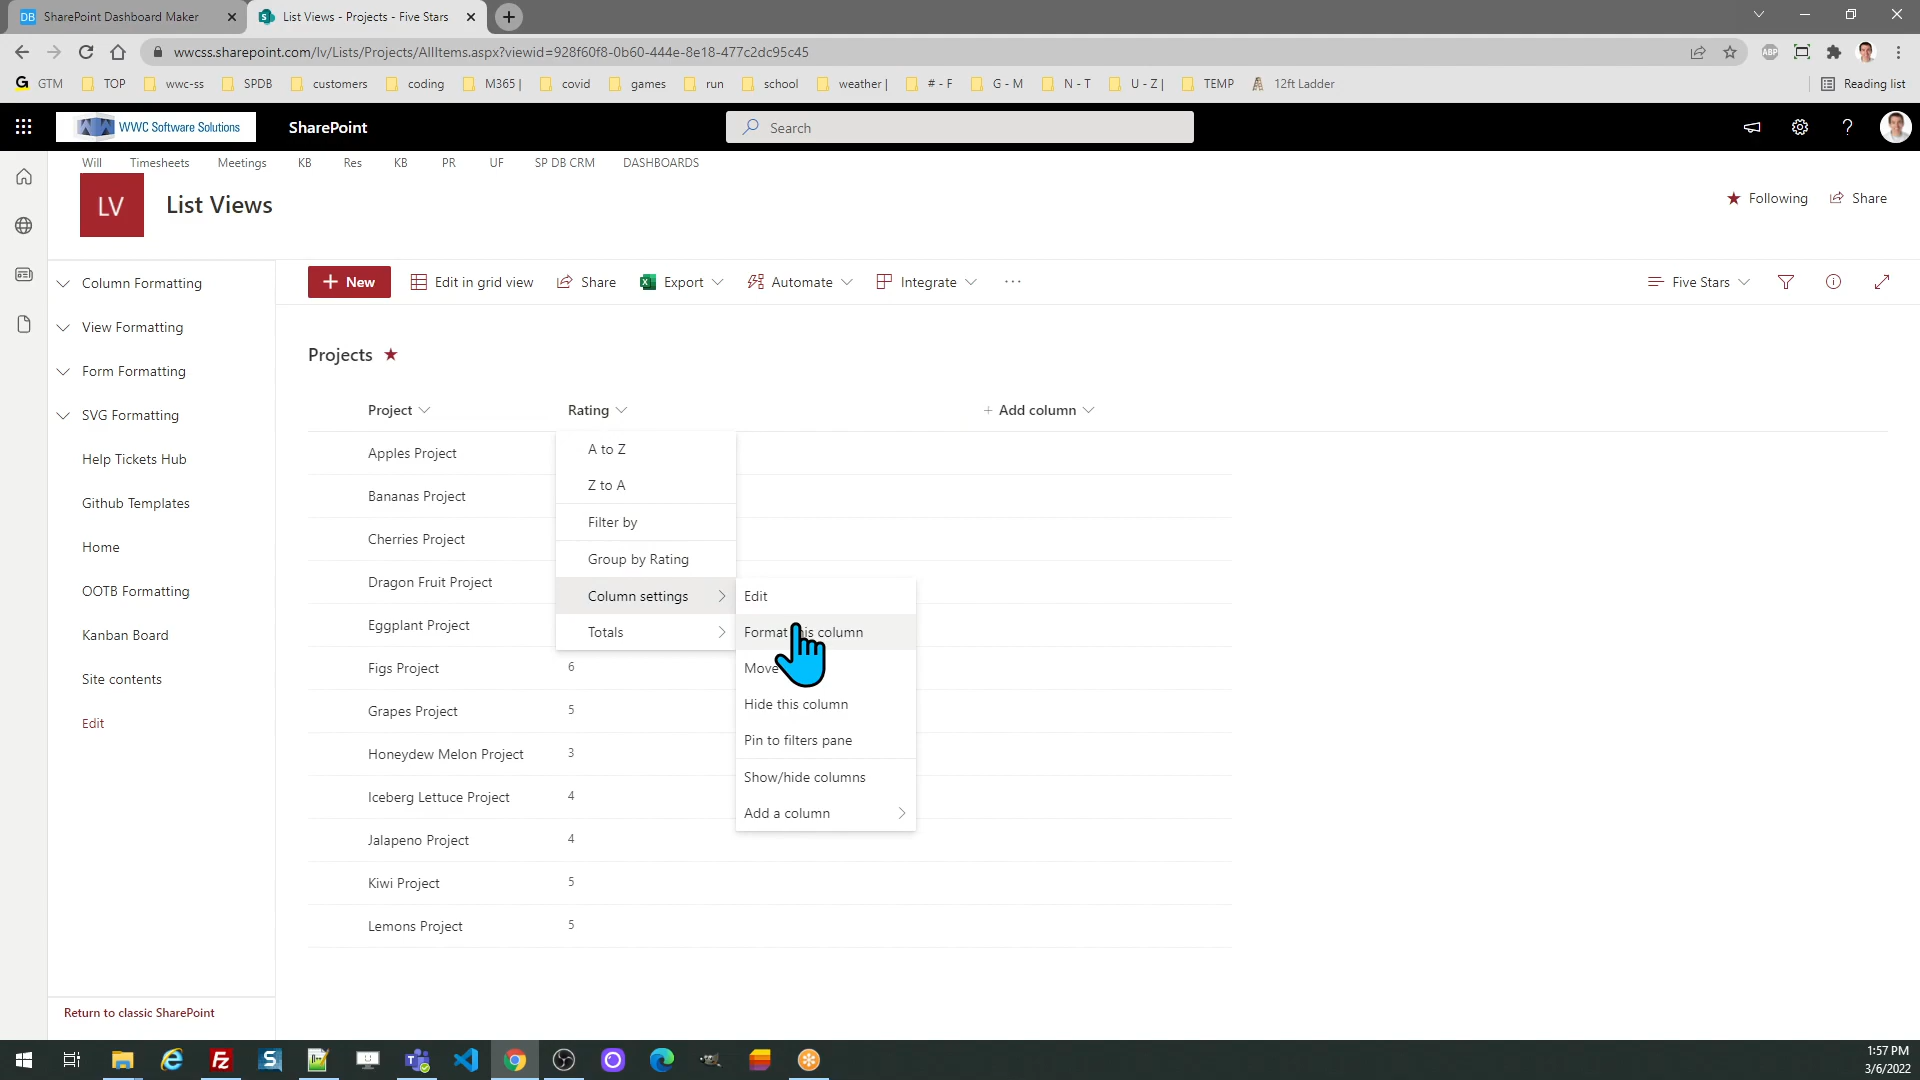 DB SharePoint Dashboard Maker
S List Views - Projects - Five Stars
wwcss.sharepoint.com/lv/Lists/Projects/AllItems.aspx?viewid=928f60f8-0b60-444e-8e18-477c2dc95c45
ABP
G GTM TOP wwc-ss SPDB customers coding M365 | covid games run school weather | # - F G - M N - T U - Z | TEMP 12ft Ladder Reading list
WWC Software Solutions SharePoint Search ?
Will Timesheets Meetings KB Res KB PR UF SP DB CRM DASHBOARDS
LV List Views
Following Share
Column Formatting
View Formatting
Form Formatting
SVG Formatting
Help Tickets Hub
Github Templates
Home
OOTB Formatting
Kanban Board
Site contents
Edit
Return to classic SharePoint
+ New Edit in grid view Share Export Automate Integrate ··· Five Stars
Projects
Project Rating + Add column
Apples Project
Bananas Project
Cherries Project
Dragon Fruit Project
Eggplant Project
Figs Project 6
Grapes Project 5
Honeydew Melon Project 3
Iceberg Lettuce Project 4
Jalapeno Project 4
Kiwi Project 5
Lemons Project 5
A to Z
Z to A
Filter by
Group by Rating
Column settings
Totals
Edit
Format column
Move
Hide this column
Pin to filters pane
Show/hide columns
Add a column
1:57 PM
3/6/2022